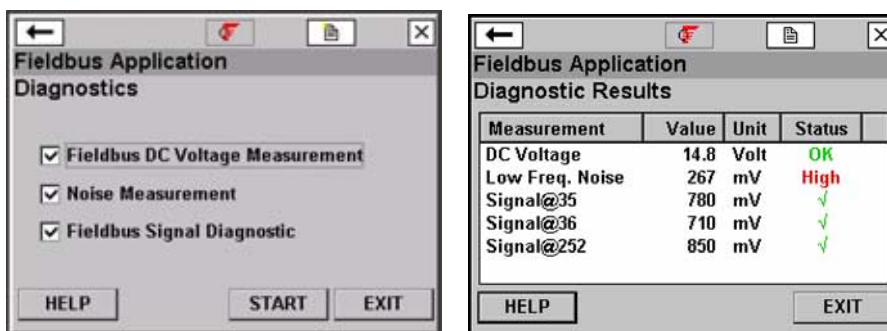 Fieldbus Application
Diagnostics
Fieldbus DC Voltage Measurement
Noise Measurement
Fieldbus Signal Diagnostic
HELP START EXIT
Fieldbus Application
Diagnostic Results
Measurement Value Unit Status
DC Voltage 14.8 Volt OK
Low Freq. Noise 267 mV High
Signal@35 780 mV √
Signal@36 710 mV √
Signal@252 850 mV √
HELP EXIT